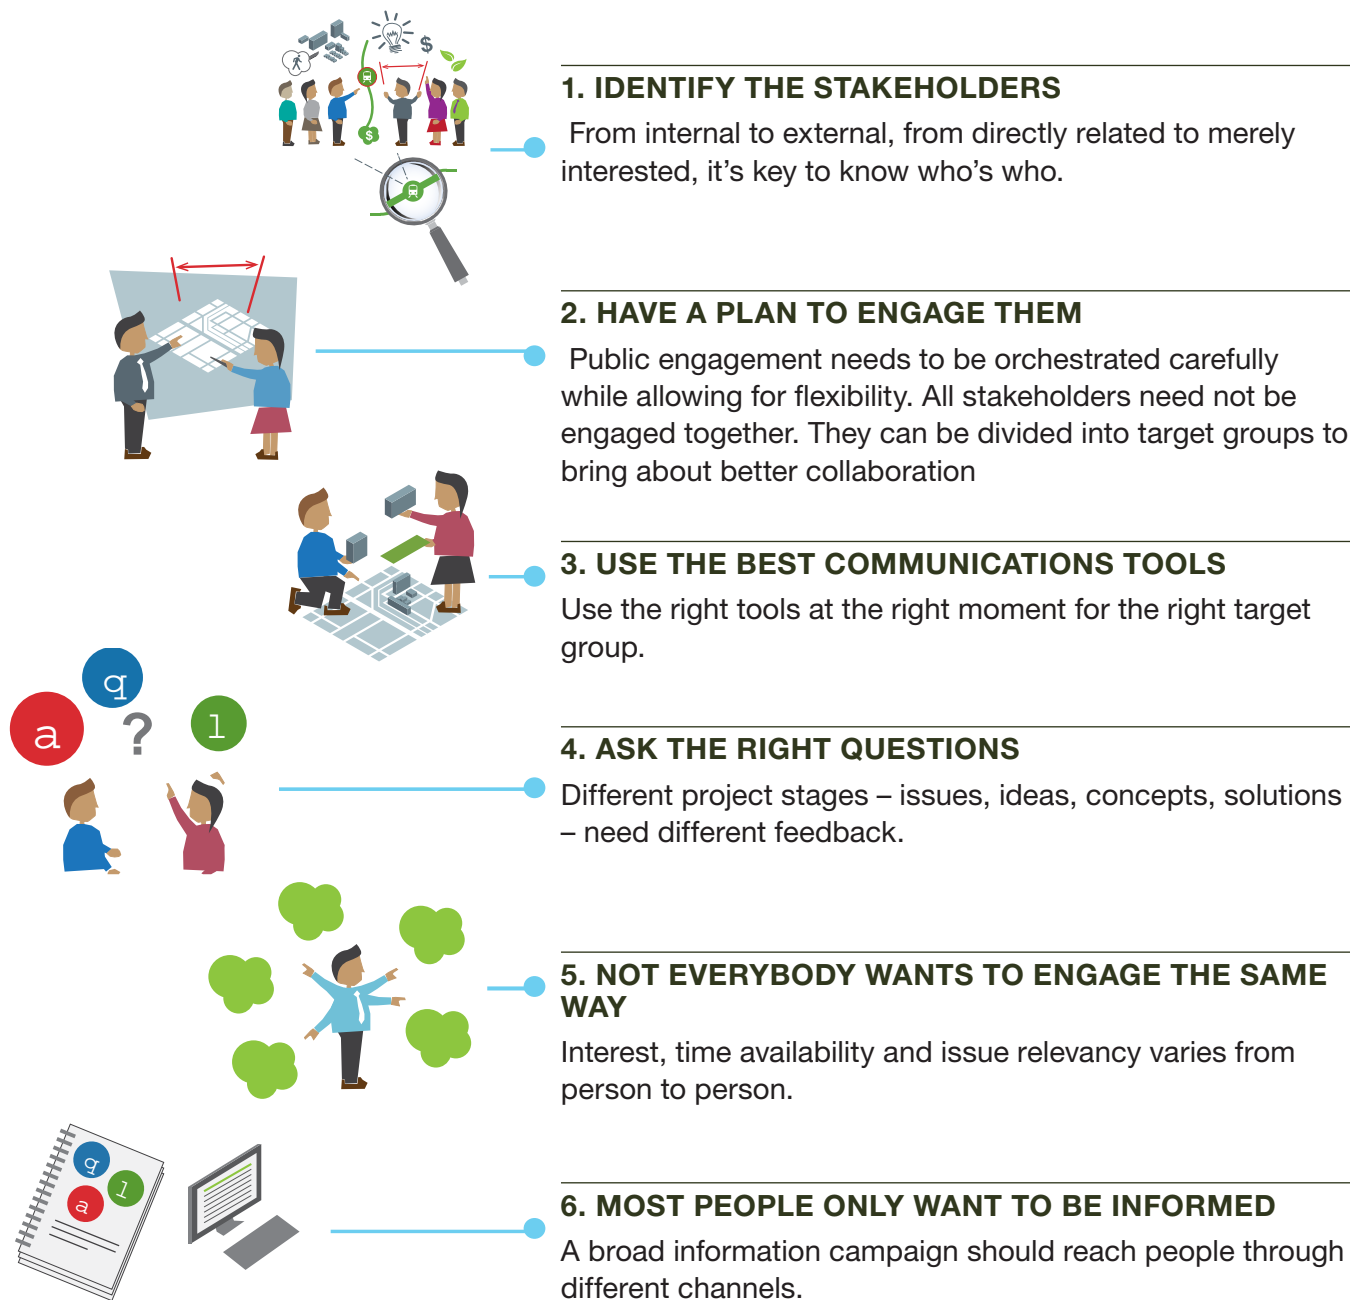 $
$
1. IDENTIFY THE STAKEHOLDERS
From internal to external, from directly related to merely
interested, it’s key to know who’s who.
2. HAVE A PLAN TO ENGAGE THEM
Public engagement needs to be orchestrated carefully
while allowing for flexibility. All stakeholders need not be
engaged together. They can be divided into target groups to
bring about better collaboration
3. USE THE BEST COMMUNICATIONS TOOLS
Use the right tools at the right moment for the right target
group.
q
a
?
l
4. ASK THE RIGHT QUESTIONS
Different project stages – issues, ideas, concepts, solutions
– need different feedback.
5. NOT EVERYBODY WANTS TO ENGAGE THE SAME
WAY
Interest, time availability and issue relevancy varies from
person to person.
q
l
a
6. MOST PEOPLE ONLY WANT TO BE INFORMED
A broad information campaign should reach people through
different channels.